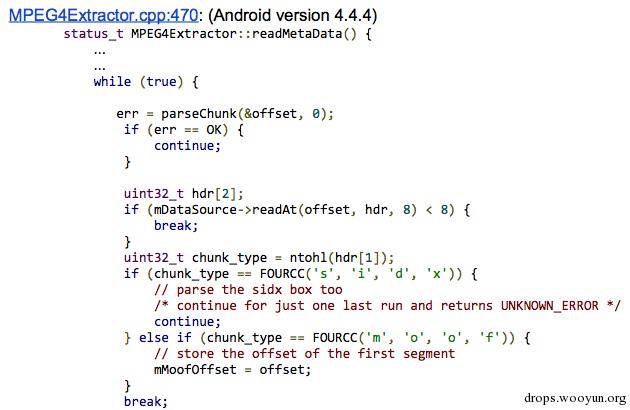 MPEG4Extractor.cpp:470: (Android version 4.4.4)
status_t MPEG4Extractor::readMetaData() {
...
...
while (true) {
err = parseChunk(&offset, 0);
if (err == OK) {
continue;
}
uint32_t hdr[2];
if (mDataSource->readAt(offset, hdr, 8) < 8) {
break;
}
uint32_t chunk_type = ntohl(hdr[1]);
if (chunk_type == FOURCC('s', 'i', 'd', 'x')) {
// parse the sidx box too
/* continue for just one last run and returns UNKNOWN_ERROR */
continue;
} else if (chunk_type == FOURCC('m', 'o', 'o', 'f')) {
// store the offset of the first segment
mMoofOffset = offset;
}
break;
drops.wooyun.org